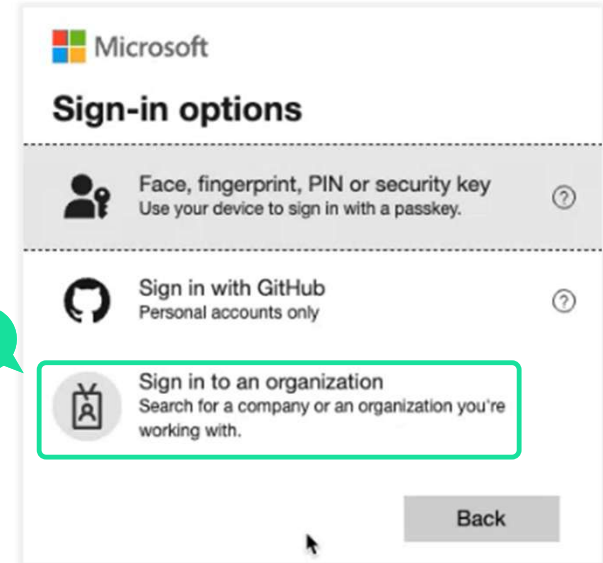 Microsoft
Sign-in options
Face, fingerprint, PIN or security key
Use your device to sign in with a passkey.
?
Sign in with GitHub
Personal accounts only
?
Sign in to an organization
Search for a company or an organization you're
working with.
Back